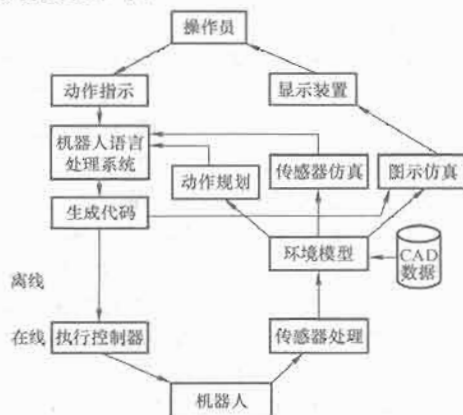 操作员
动作指示
显示装置
机器人语言
处理系统
动作规划
传感器仿真
图示仿真
生成代码
环境模型
CAD
数据
离线
在线
执行控制器
传感器处理
机器人